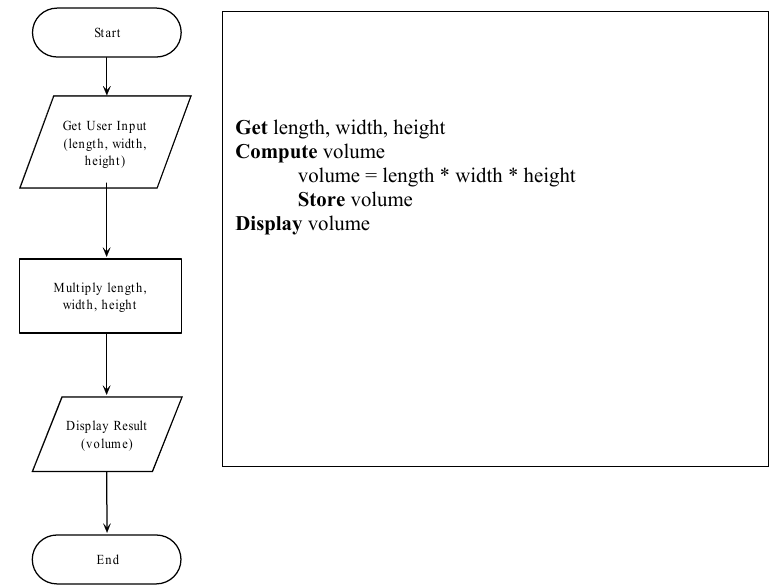 Start
Get User Input
(length, width,
height)
Multiply length,
width, height
Display Result
(volume)
End
Get length, width, height
Compute volume
volume = length * width * height
Store volume
Display volume